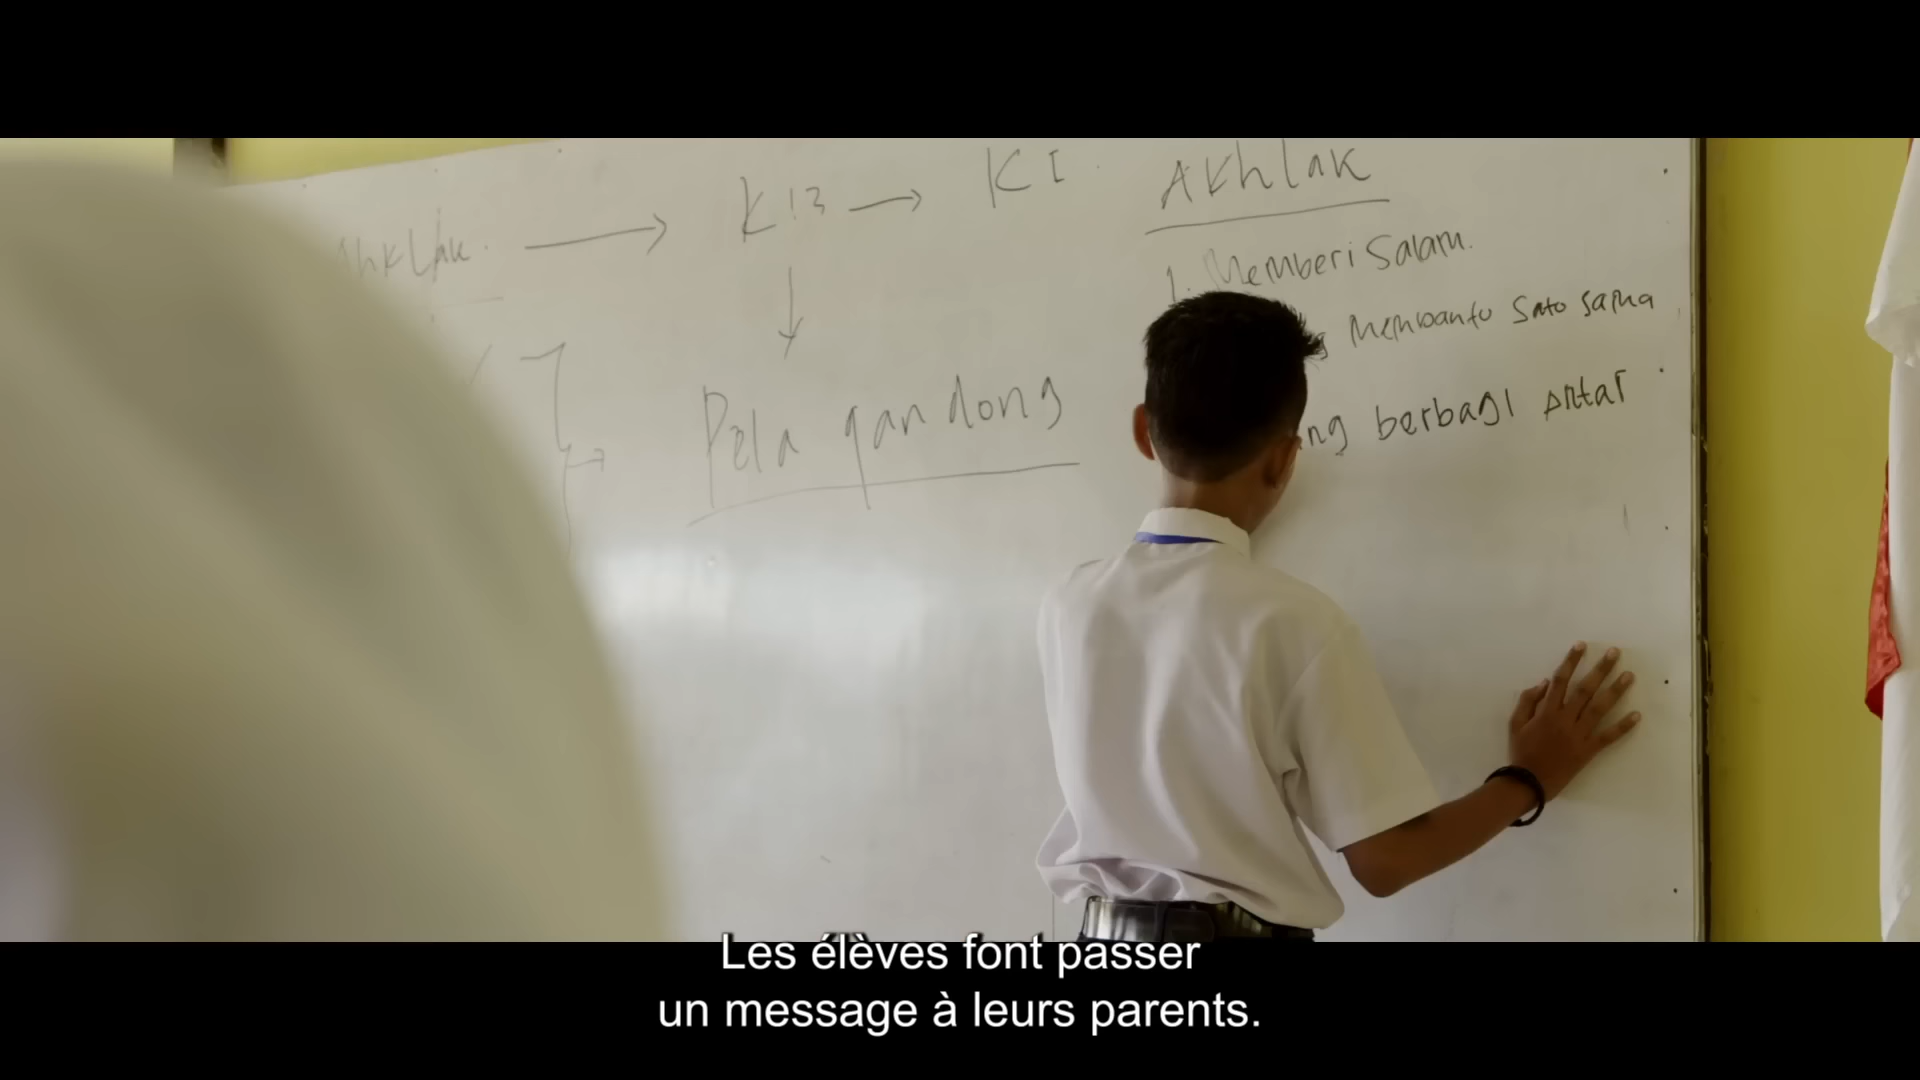 Akhlak
K13 → KI.
Akhlak
1. Memberi Salam.
Membantu Sato sama
berbagi Antar
Pela gandong
Les élèves font passer
un message à leurs parents.